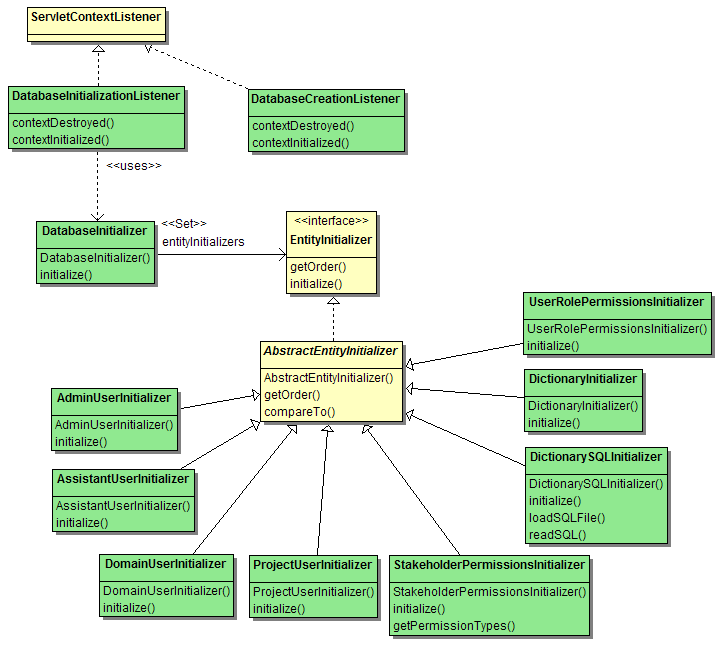 ServletContextListener
DatabaseInitializationListener
contextDestroyed()
contextInitialized()
DatabaseCreationListener
contextDestroyed()
contextInitialized()
<<uses>>
DatabaseInitializer
DatabaseInitializer()
initialize()
<<Set>>
entityInitializers
<<interface>>
EntityInitializer
getOrder()
initialize()
UserRolePermissionsInitializer
UserRolePermissionsInitializer()
initialize()
AbstractEntityInitializer
AbstractEntityInitializer()
getOrder()
compareTo()
DictionaryInitializer
DictionaryInitializer()
initialize()
AdminUserInitializer
AdminUserInitializer()
initialize()
DictionarySQLInitializer
DictionarySQLInitializer()
initialize()
loadSQLFile()
readSQL()
AssistantUserInitializer
AssistantUserInitializer()
initialize()
DomainUserInitializer
DomainUserInitializer()
initialize()
ProjectUserInitializer
ProjectUserInitializer()
initialize()
StakeholderPermissionsInitializer
StakeholderPermissionsInitializer()
initialize()
getPermissionTypes()